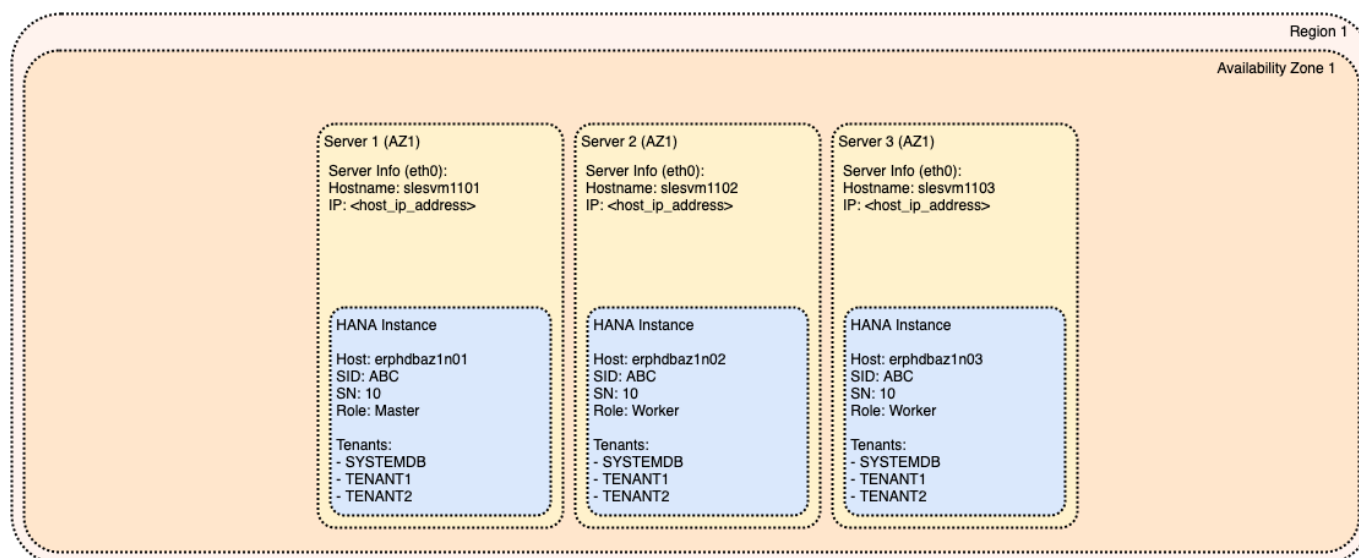 Region 1
Availability Zone 1
Server 1 (AZ1)
Server Info (eth0):
Hostname: slesvm1101
IP: <host_ip_address>
HANA Instance
Host: erphdbaz1n01
SID: ABC
SN: 10
Role: Master
Tenants:
- SYSTEMDB
- TENANT1
- TENANT2
Server 2 (AZ1)
Server Info (eth0):
Hostname: slesvm1102
IP: <host_ip_address>
HANA Instance
Host: erphdbaz1n02
SID: ABC
SN: 10
Role: Worker
Tenants:
- SYSTEMDB
- TENANT1
- TENANT2
Server 3 (AZ1)
Server Info (eth0):
Hostname: slesvm1103
IP: <host_ip_address>
HANA Instance
Host: erphdbaz1n03
SID: ABC
SN: 10
Role: Worker
Tenants:
- SYSTEMDB
- TENANT1
- TENANT2